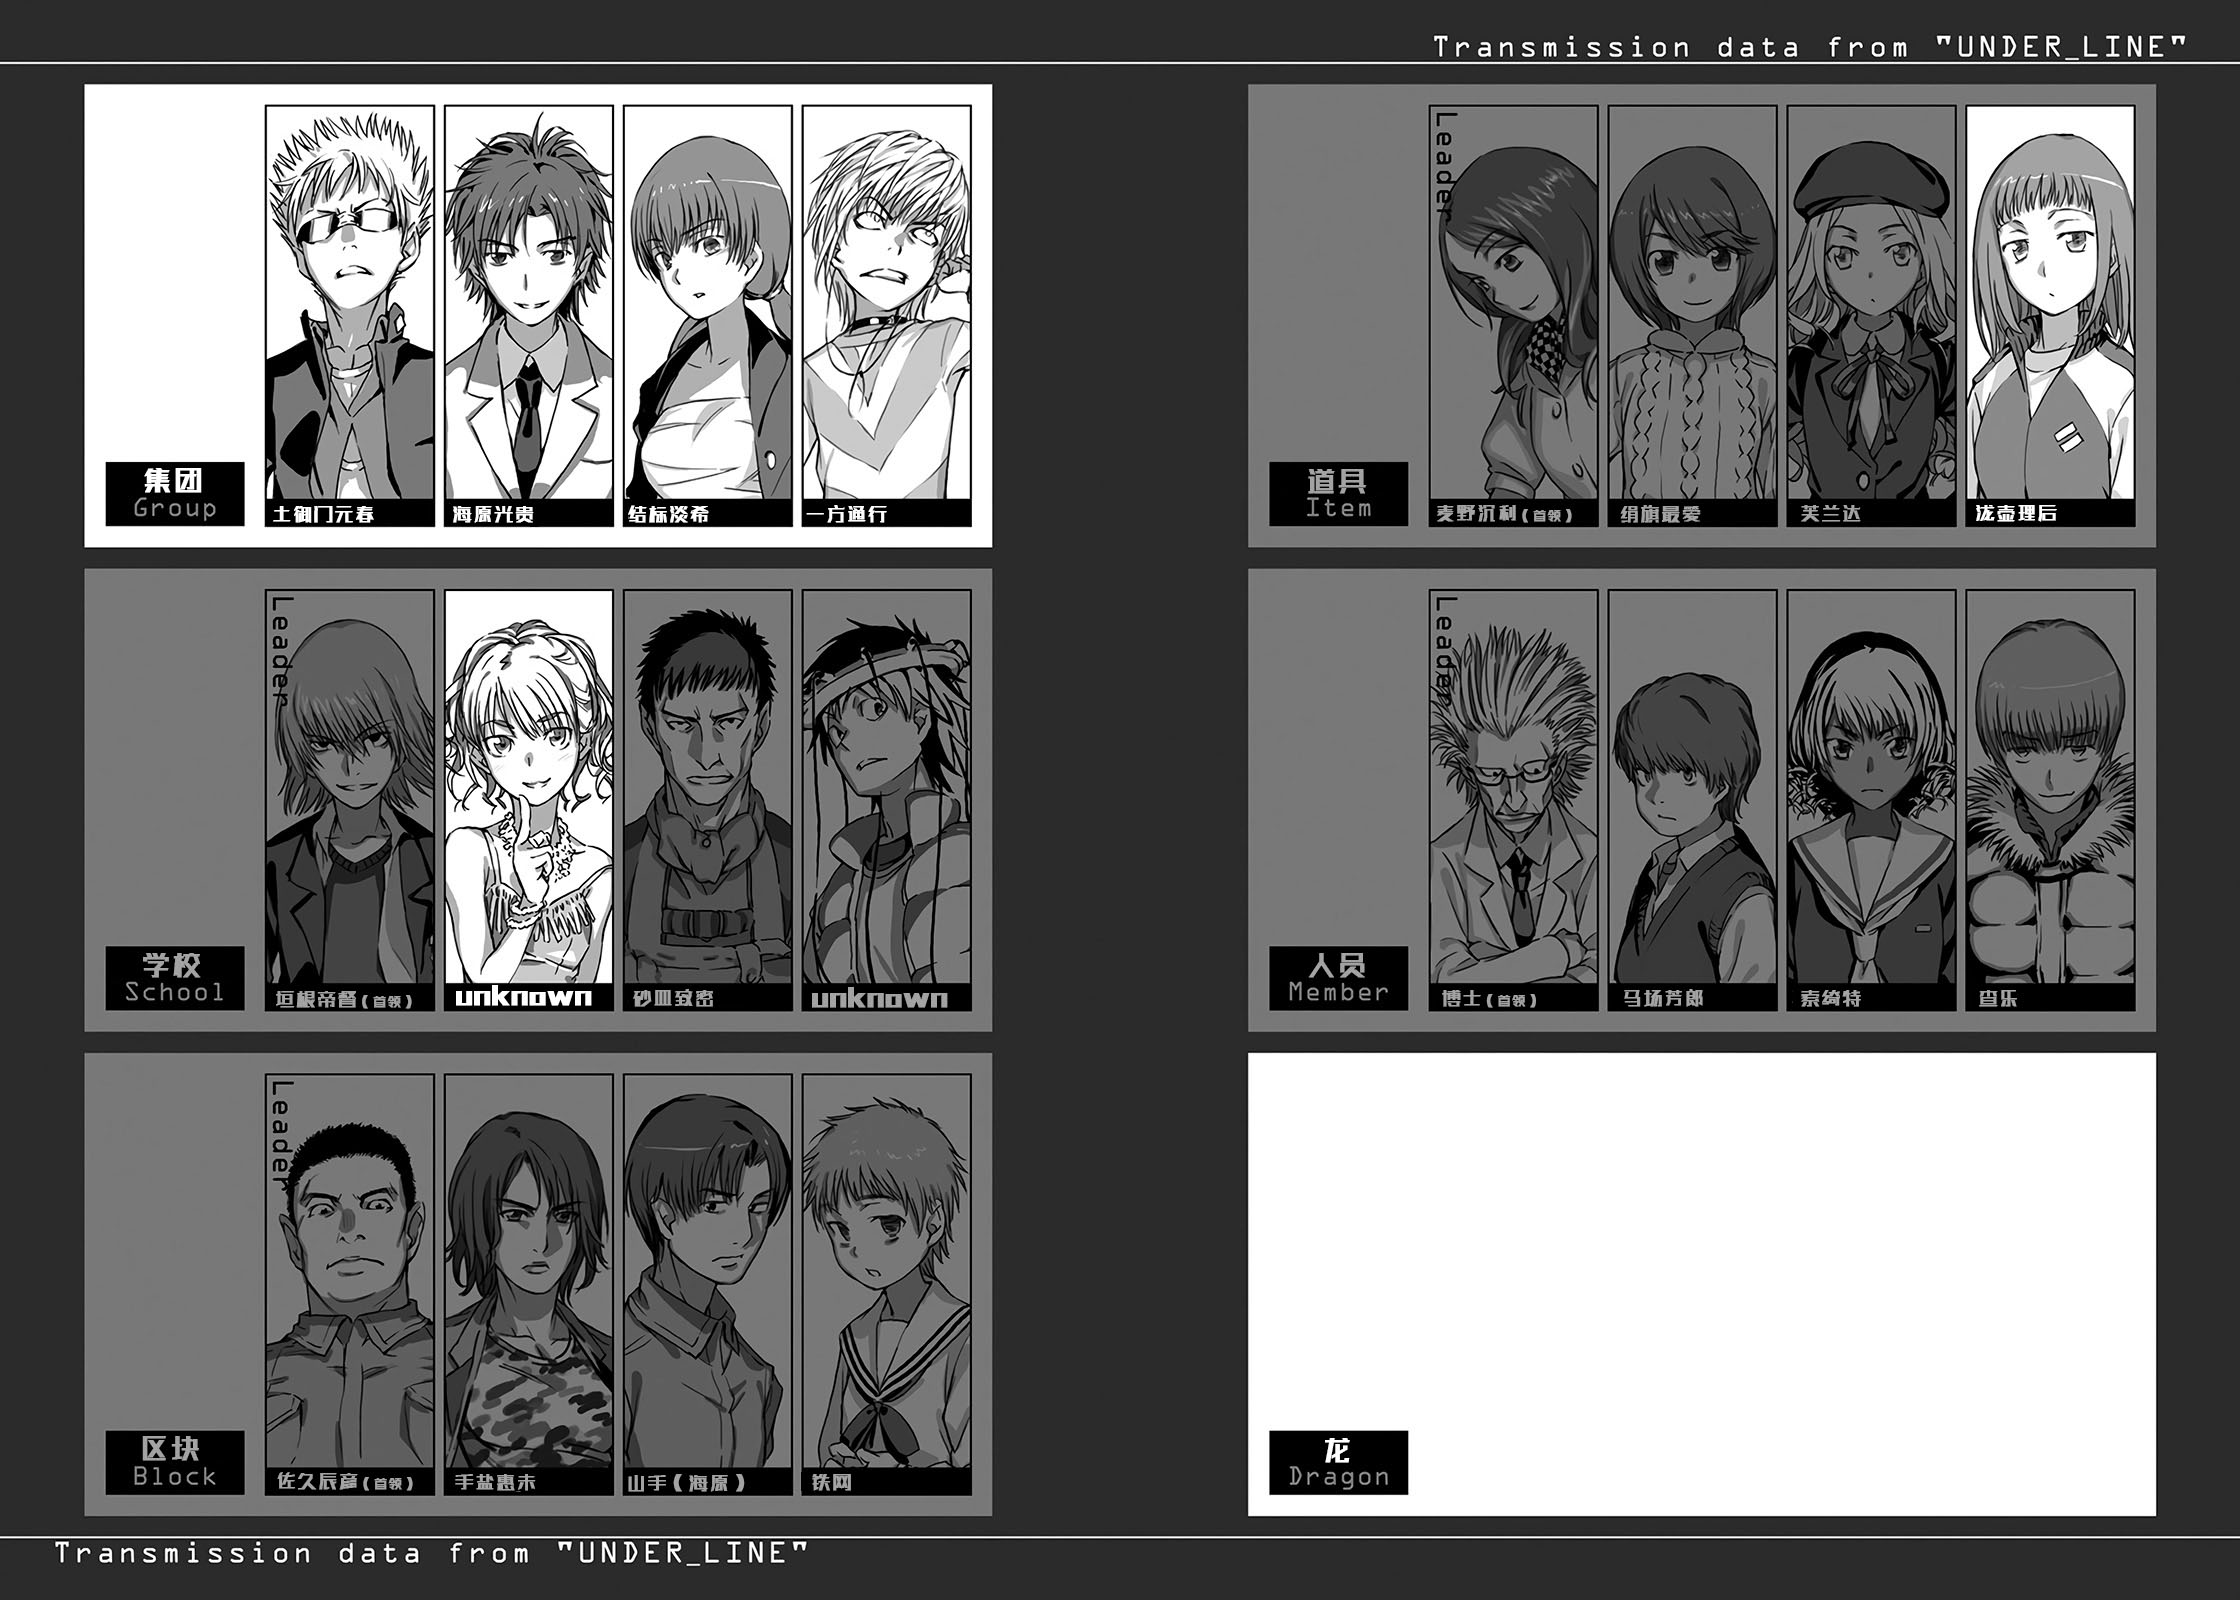 Transmission data from "UNDER_LINE"
集团
Group
土御门元春
海原光贵
结标淡希
一方通行
Leader
道具
Item
麦野沉利（首领）
绢旗最爱
芙兰达
泷壶理后
Leader
学校
School
垣根帝督（首领）
unknown
砂皿致密
unknown
Leader
人员
Member
博士（首领）
马场芳郎
索绮特
查乐
Leader
区块
Block
佐久辰彦（首领）
手盐惠未
山手（海原）
铁网
龙
Dragon
Transmission data from "UNDER_LINE"